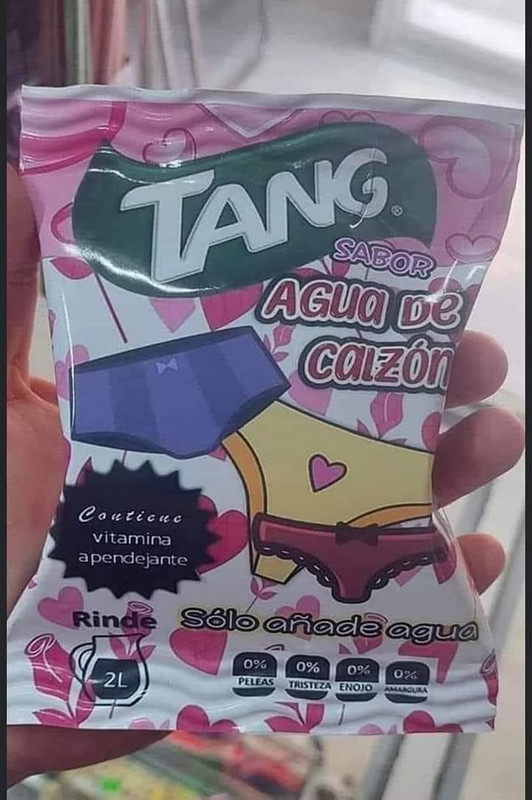 TANG®
SABOR
AGUA DE
CALZÓN
Contiene
vitamina
apendejante
Rinde
2L
Sólo añade agua
0%
PELEAS
0%
TRISTEZA
0%
ENOJO
0%
AMARGURA